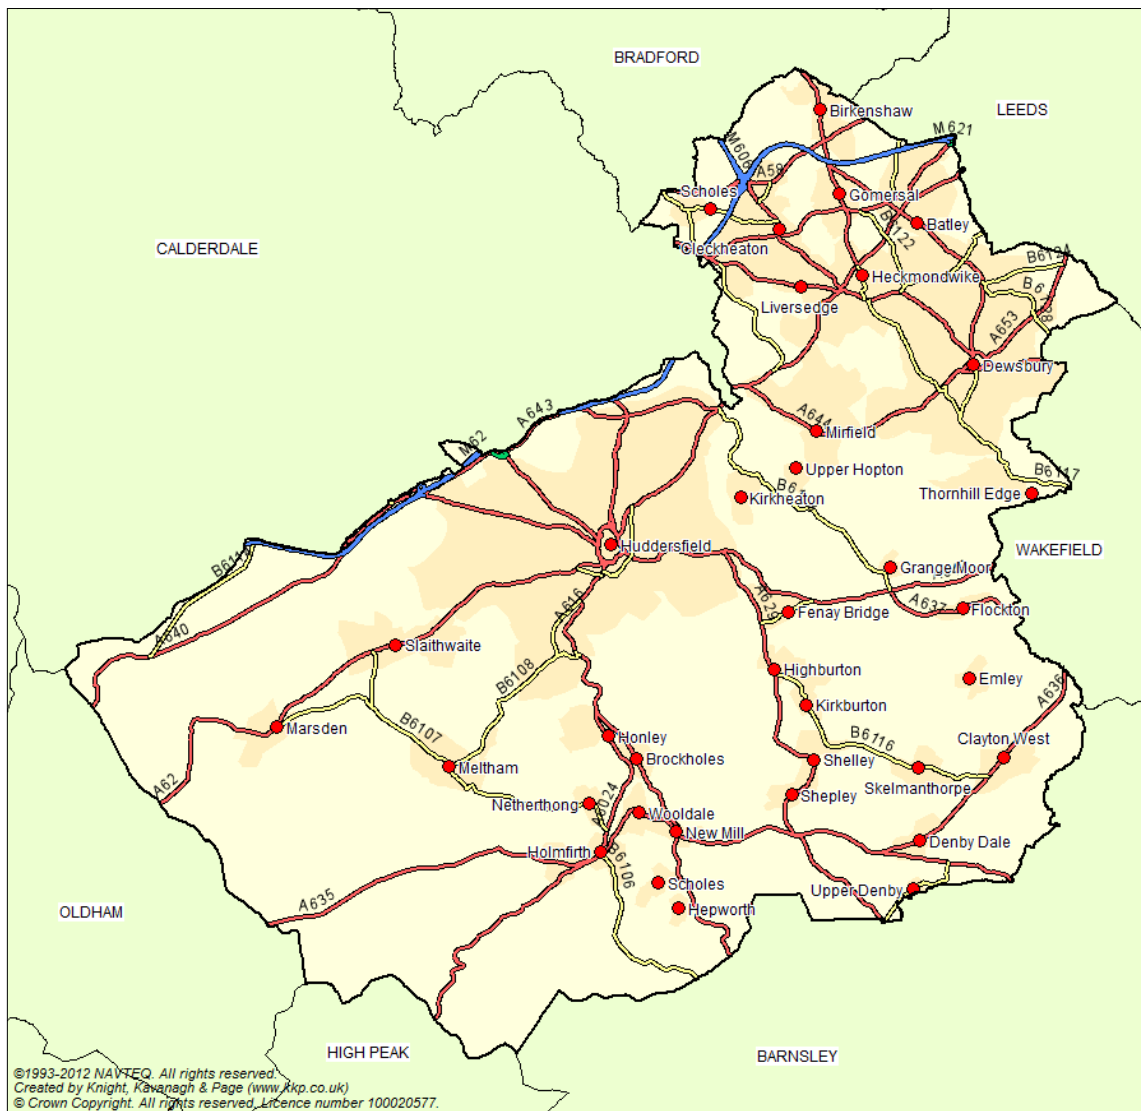 BRADFORD
LEEDS
Birkenshaw
M621
M606
A58
Scholes
Gomersal
Batley
B6122
CALDERDALE
Cleckheaton
B6124
Heckmondwike
B6128
Liversedge
A653
Dewsbury
A643
A644
Mirfield
M62
Upper Hopton
B6117
Kirkheaton
Thornhill Edge
Huddersfield
WAKEFIELD
B6114
Grange Moor
A616
A629
A637
Flockton
Fenay Bridge
A640
Slaithwaite
B6108
Highburton
Emley
A636
Kirkburton
Marsden
B6107
Honley
B6116
Clayton West
Brockholes
Shelley
Meltham
A62
Skelmanthorpe
Netherthong
A6024
Shepley
Wooldale
New Mill
Denby Dale
Holmfirth
B6106
Scholes
Upper Denby
A635
OLDHAM
Hepworth
HIGH PEAK
BARNSLEY
©1993-2012 NAVTEQ. All rights reserved.
Created by Knight, Kavanagh & Page (www.kkp.co.uk)
© Crown Copyright. All rights reserved. Licence number 100020577.